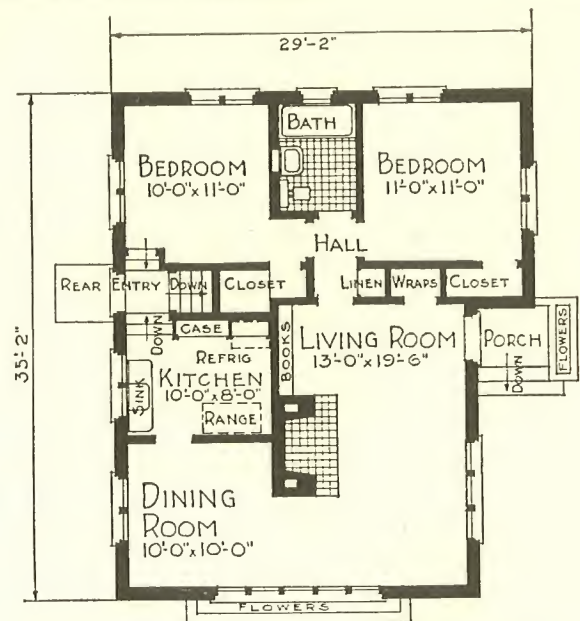 29'-2"
BATH
BEDROOM
10'-0"x11'-0"
BEDROOM
11'-0"x11'-0"
HALL
REAR ENTRY
DOWN
CLOSET
LINEN
WRAPS
CLOSET
35'-2"
DOWN
CASE
REFRIG
KITCHEN
10'-0"x8'-0"
SINK
RANGE
BOOKS
LIVING ROOM
13'-0"x19'-6"
PORCH
FLOWERS
DOWN
DINING
ROOM
10'-0"x10'-0"
FLOWERS